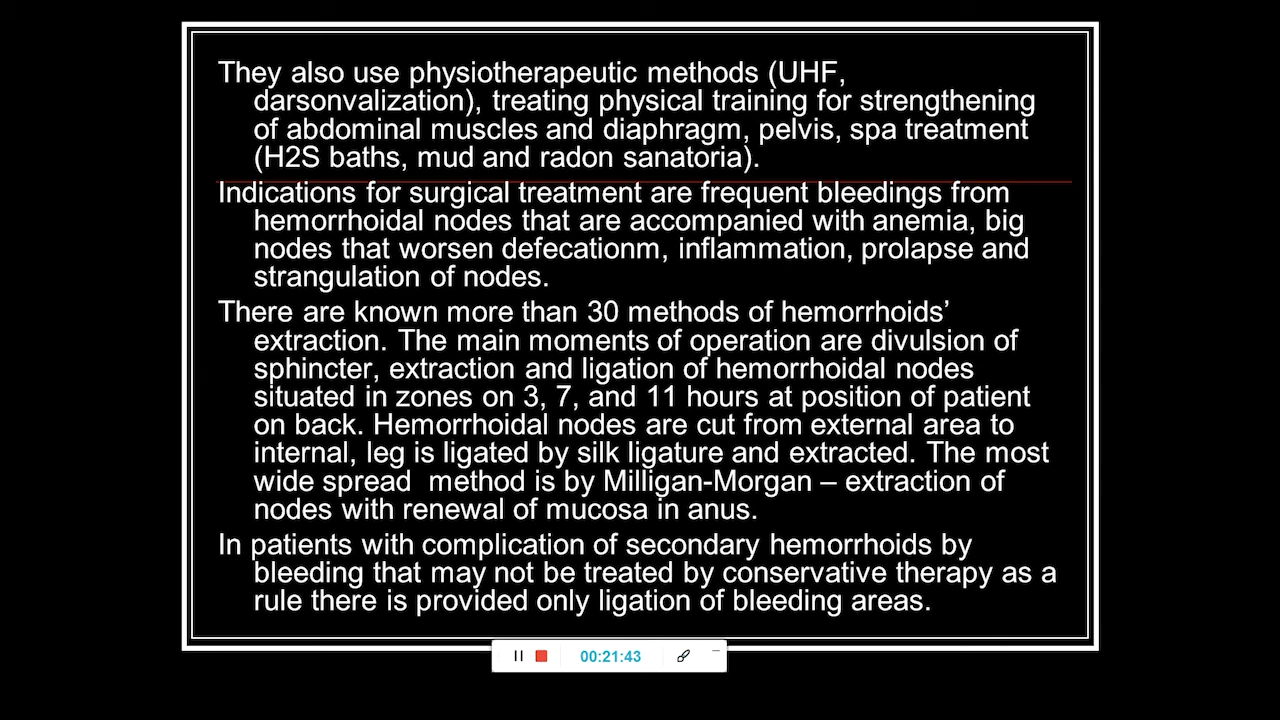 They also use physiotherapeutic methods (UHF,
darsonvalization), treating physical training for strengthening
of abdominal muscles and diaphragm, pelvis, spa treatment
(H2S baths, mud and radon sanatoria).
Indications for surgical treatment are frequent bleedings from
hemorrhoidal nodes that are accompanied with anemia, big
nodes that worsen defecationm, inflammation, prolapse and
strangulation of nodes.
There are known more than 30 methods of hemorrhoids’
extraction. The main moments of operation are divulsion of
sphincter, extraction and ligation of hemorrhoidal nodes
situated in zones on 3, 7, and 11 hours at position of patient
on back. Hemorrhoidal nodes are cut from external area to
internal, leg is ligated by silk ligature and extracted. The most
wide spread  method is by Milligan-Morgan – extraction of
nodes with renewal of mucosa in anus.
In patients with complication of secondary hemorrhoids by
bleeding that may not be treated by conservative therapy as a
rule there is provided only ligation of bleeding areas.
00:21:43